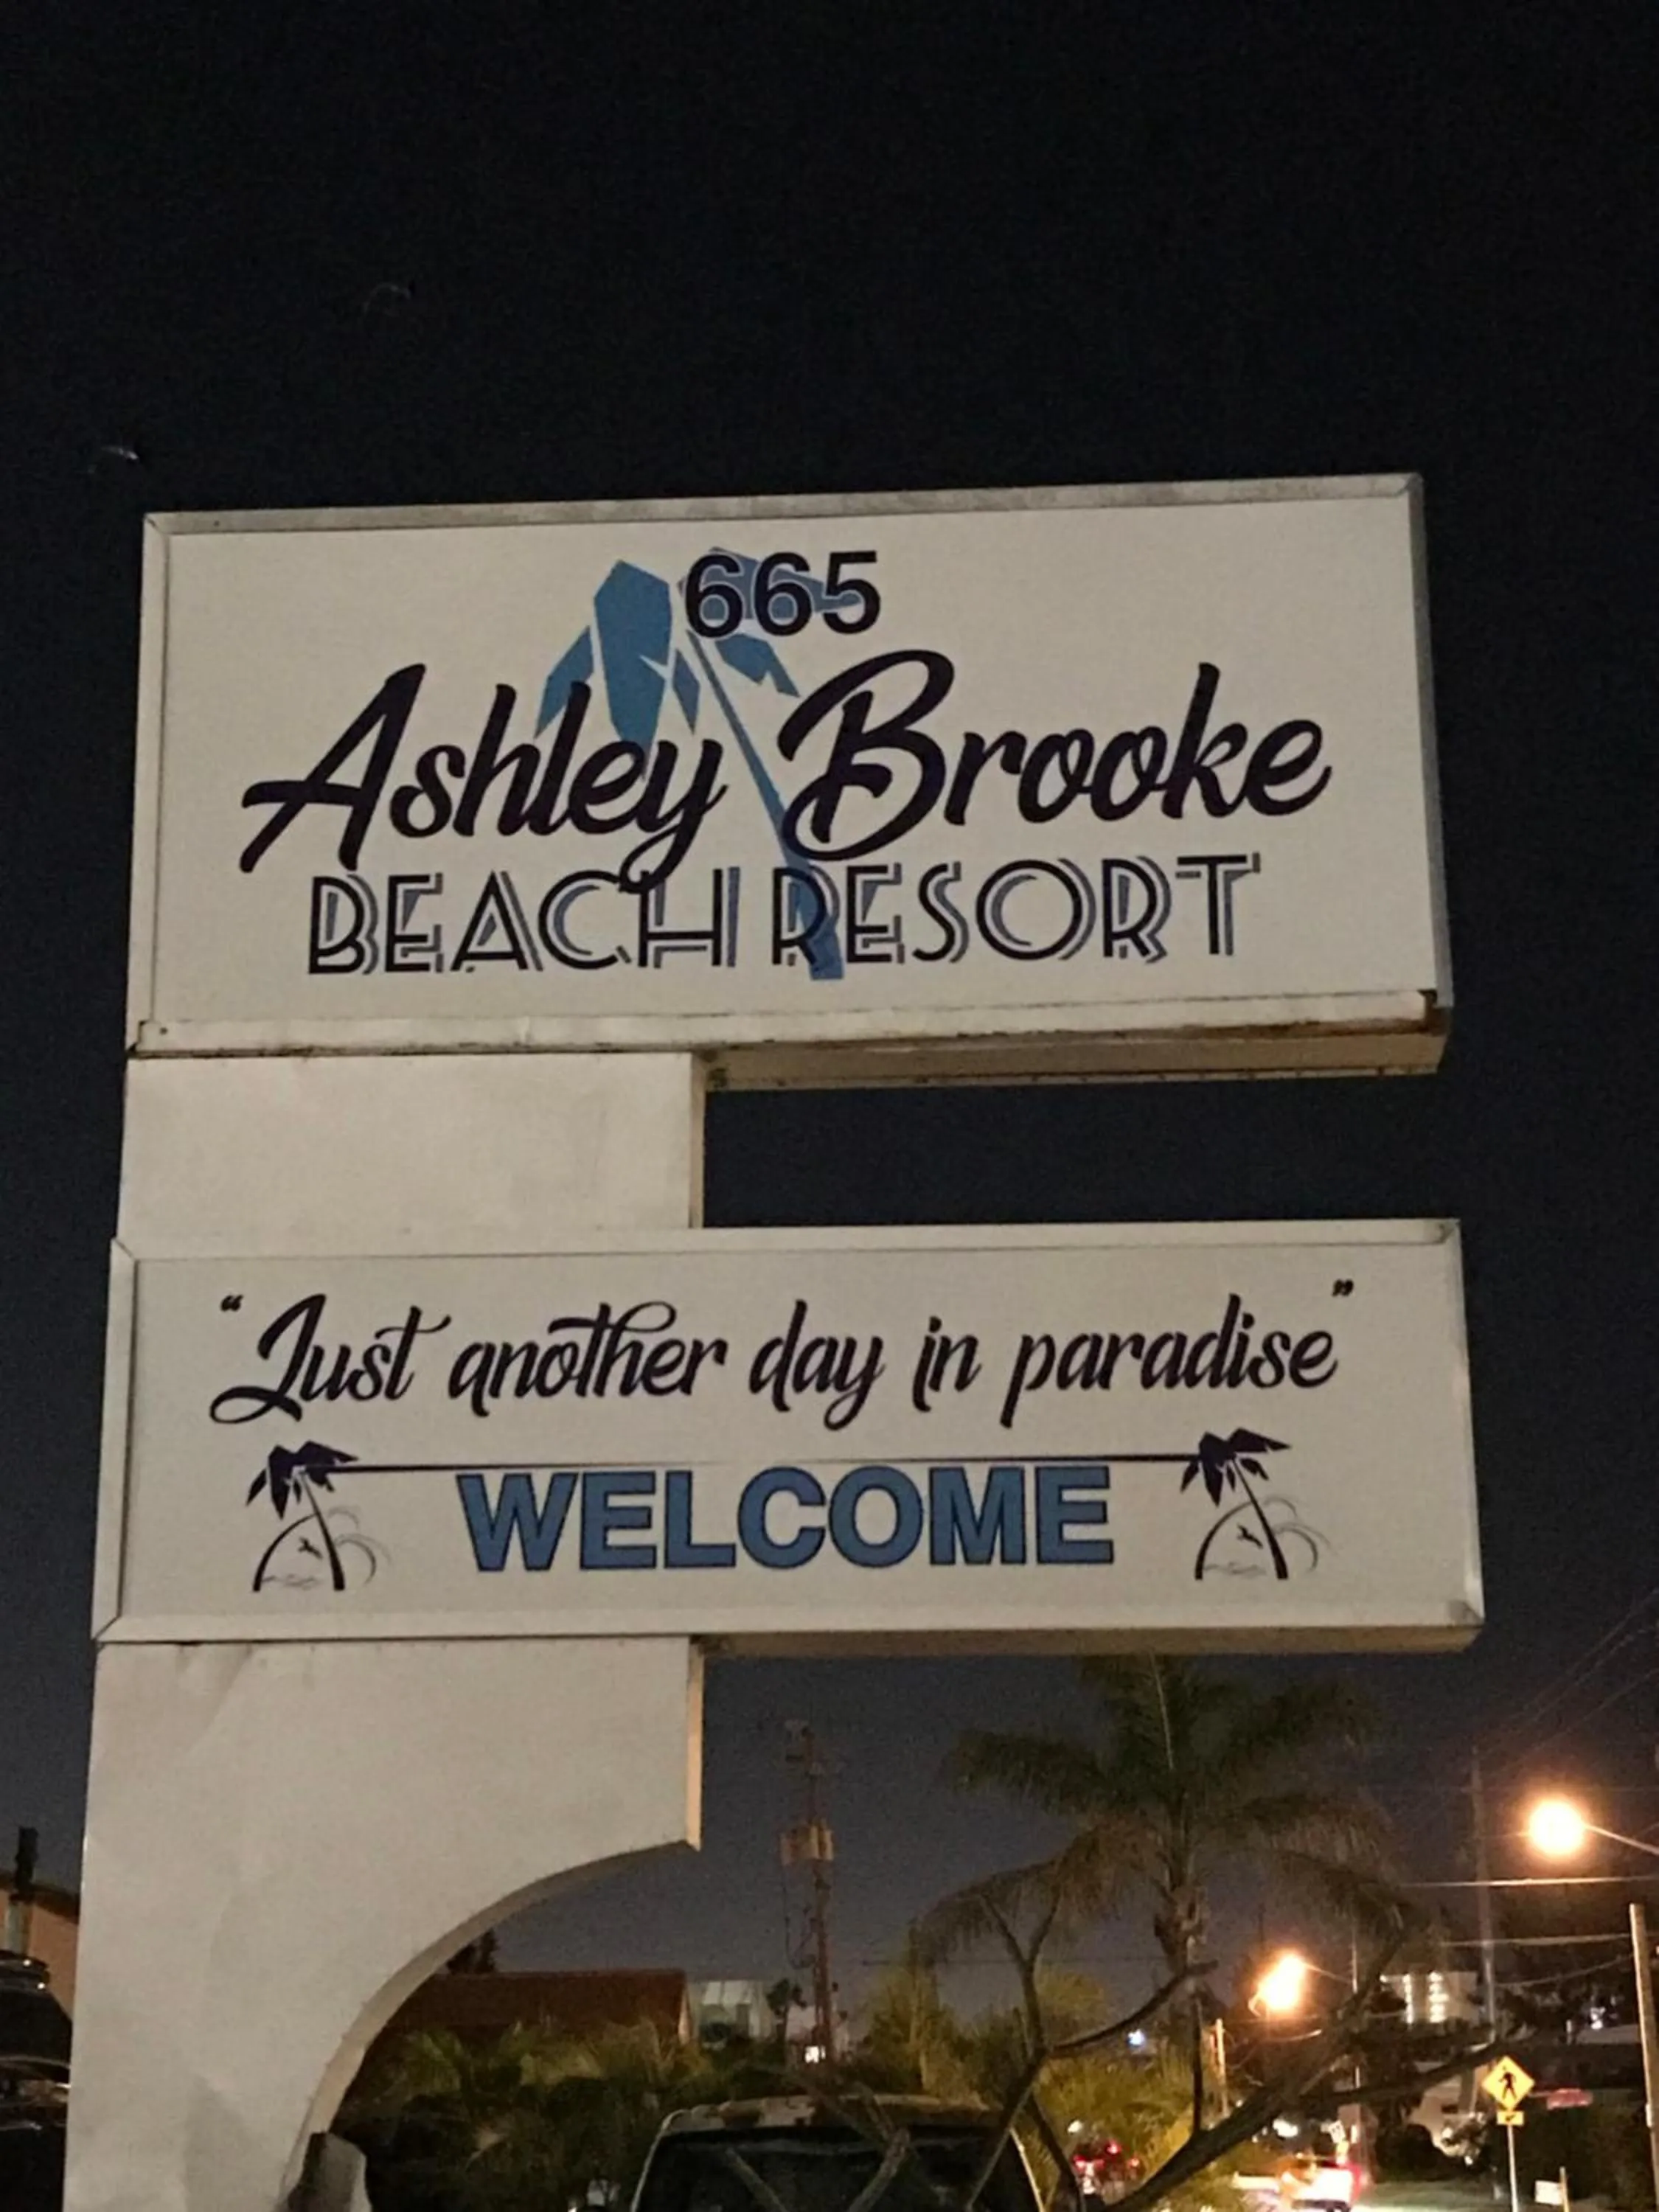 665
Ashley Brooke
BEACH RESORT
"Just another day in paradise"
WELCOME